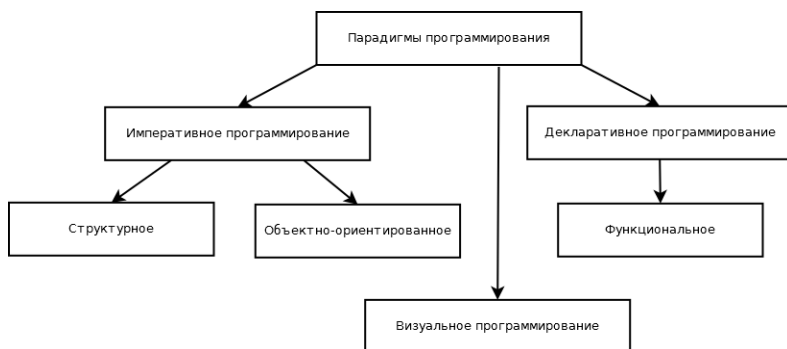 Парадигмы программирования
Императивное программирование
Декларативное программирование
Структурное
Объектно-ориентированное
Функциональное
Визуальное программирование